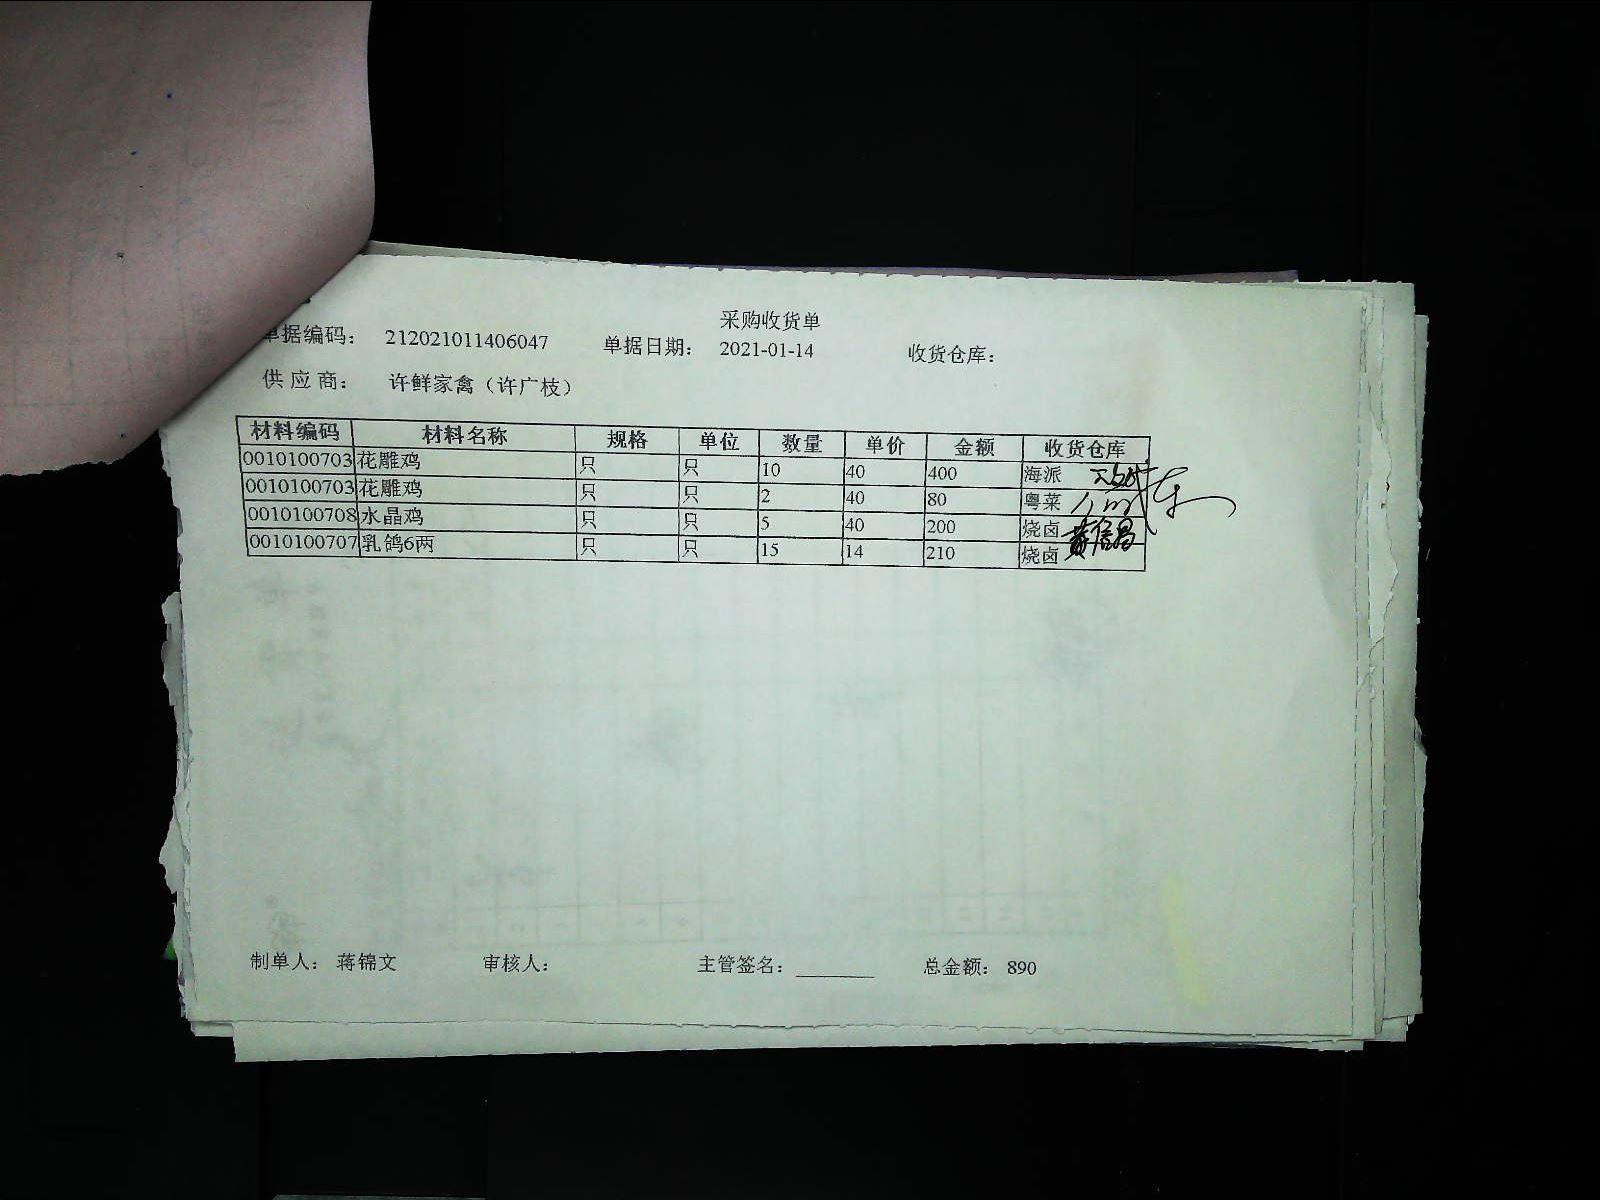 采购收货单
单据编码： 212021011406047 单据日期： 2021-01-14 收货仓库：
供 应 商： 许鲜家禽（许广枝）
材料编码 材料名称 规格 单位 数量 单价 金额 收货仓库
0010100703 花雕鸡 只 只 10 40 400 海派
0010100703 花雕鸡 只 只 2 40 80 粤菜
0010100708 水晶鸡 只 只 5 40 200 烧卤
0010100707 乳鸽6两 只 只 15 14 210 烧卤
黄信昌
制单人： 蒋锦文 审核人： 主管签名： ________ 总金额： 890